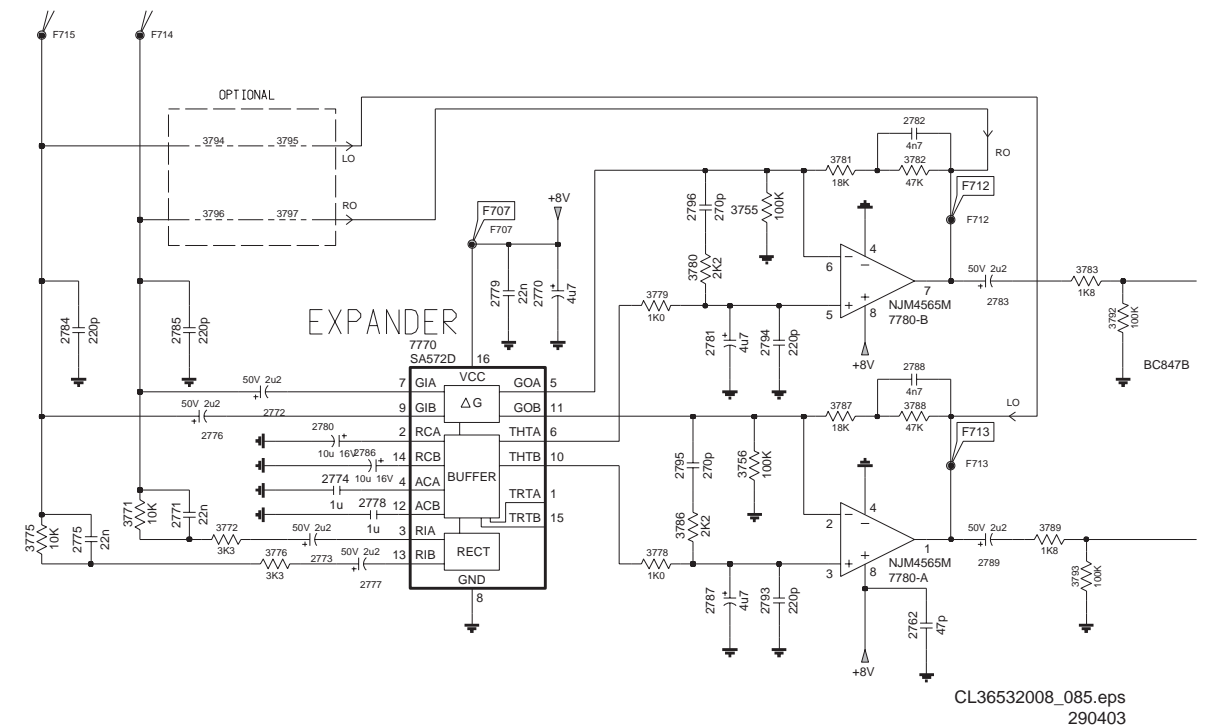 F715
F714
OPTIONAL
3794
3795
LO
RO
3796
3797
F707
F707
+8V
2782
4n7
RO
3781
18K
3782
47K
2796
270p
3755
100K
F712
F712
3780
2K2
4
6
7
5
8
NJM4565M
7780-B
50V 2u2
2783
3783
1K8
3792
100K
BC847B
2784
220p
2785
220p
EXPANDER
7770
SA572D
2779
22n
2770
4u7
3779
1K0
2781
4u7
2794
220p
+8V
16
VCC
50V 2u2
2772
7
GIA
GOA
5
50V 2u2
2776
9
GIB
ΔG
GOB
11
2780
10u 16V
2
RCA
THTA
6
2786
10u 16V
14
RCB
THTB
10
BUFFER
2774
1u
4
ACA
TRTA
1
2778
1u
12
ACB
TRTB
15
3
RIA
13
RIB
RECT
GND
8
3775
10K
2775
22n
3771
10K
2771
22n
3772
3K3
50V 2u2
2773
3776
3K3
50V 2u2
2777
2788
4n7
3787
18K
3788
47K
LO
2795
270p
3756
100K
F713
F713
3786
2K2
4
2
1
3
8
NJM4565M
7780-A
50V 2u2
2789
3789
1K8
3793
100K
3778
1K0
2787
4u7
2793
220p
2762
47p
+8V
CL36532008_085.eps
290403